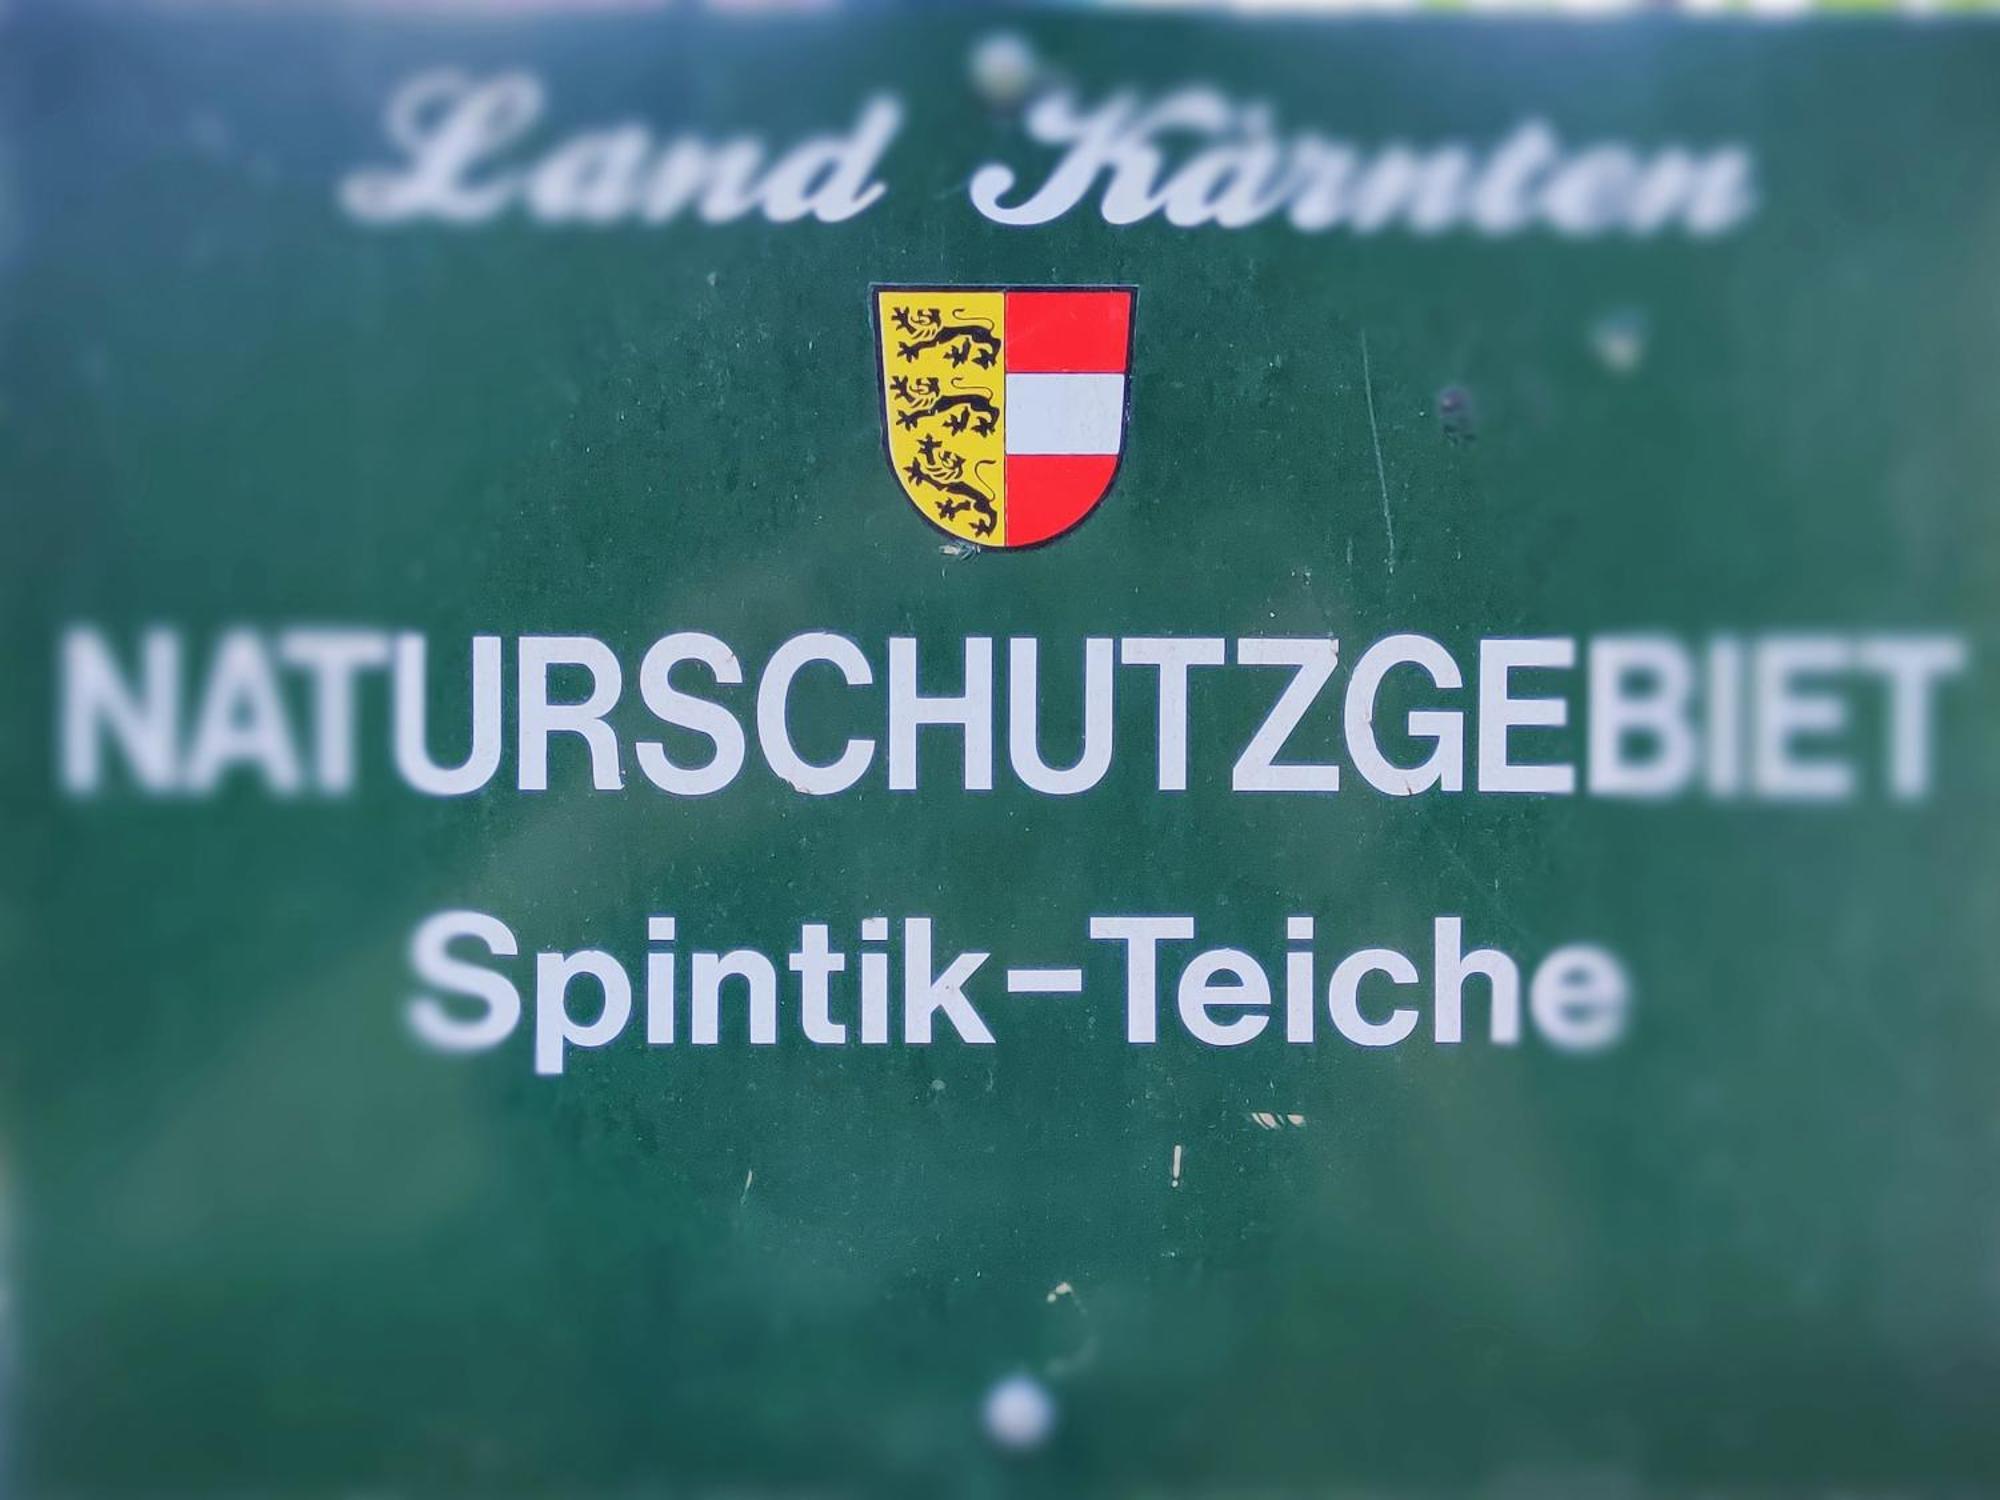 Land Kärnten
NATURSCHUTZGEBIET
Spintik-Teiche